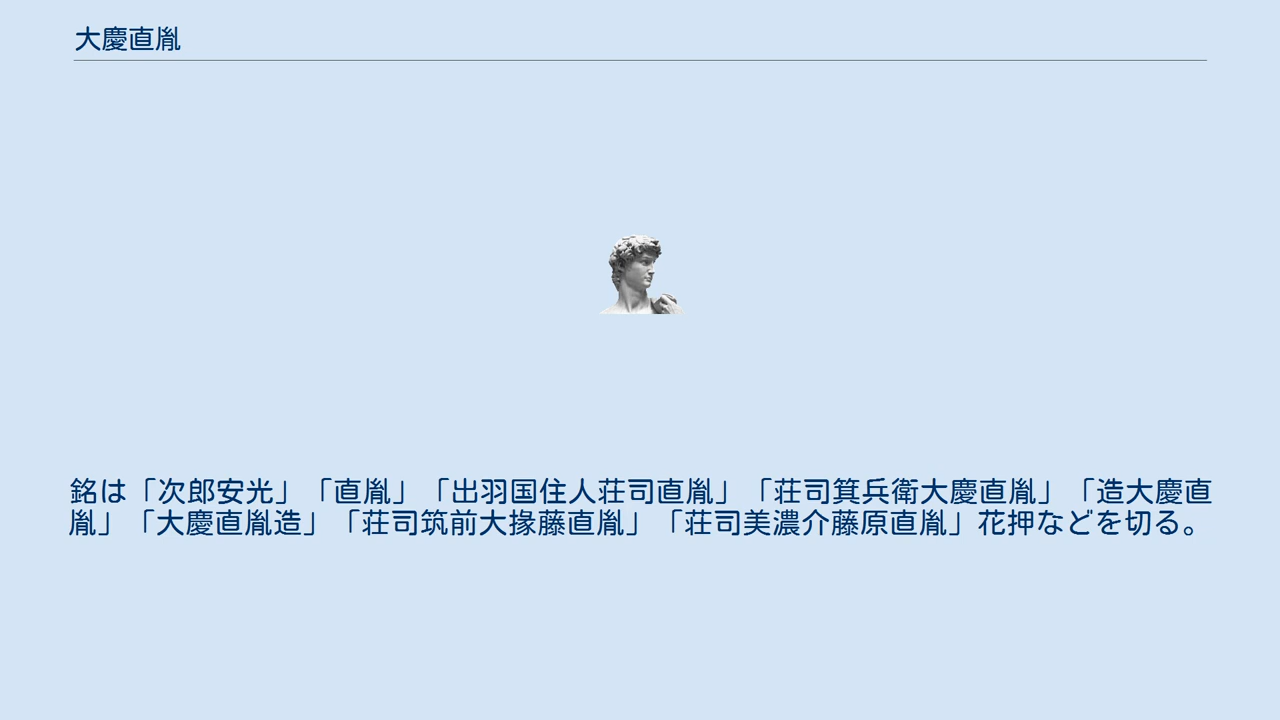 大慶直胤
銘は「次郎安光」「直胤」「出羽国住人荘司直胤」「荘司箕兵衛大慶直胤」「造大慶直
胤」「大慶直胤造」「荘司筑前大掾藤直胤」「荘司美濃介藤原直胤」花押などを切る。